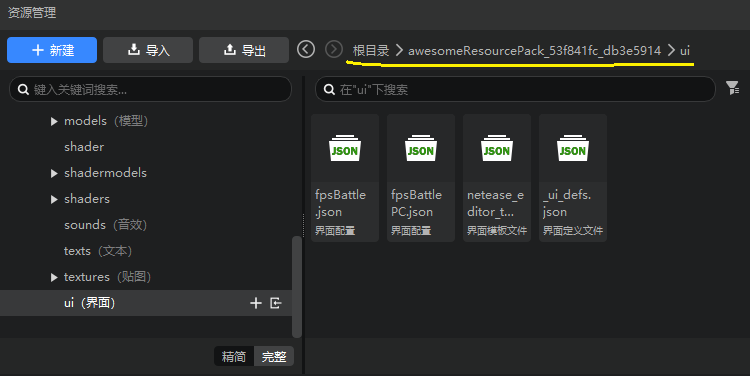 资源管理
新建
导入
导出
根目录
awesomeResourcePack_53f841fc_db3e5914
ui
键入关键词搜索...
在"ui"下搜索
models (模型)
shader
shadermodels
shaders
sounds (音效)
texts (文本)
textures (贴图)
ui (界面)
精简
完整
JSON
fpsBattle
.json
界面配置
JSON
fpsBattle
PC.json
界面配置
JSON
netease_e
ditor_t...
界面模板文件
JSON
_ui_defs.
json
界面定义文件